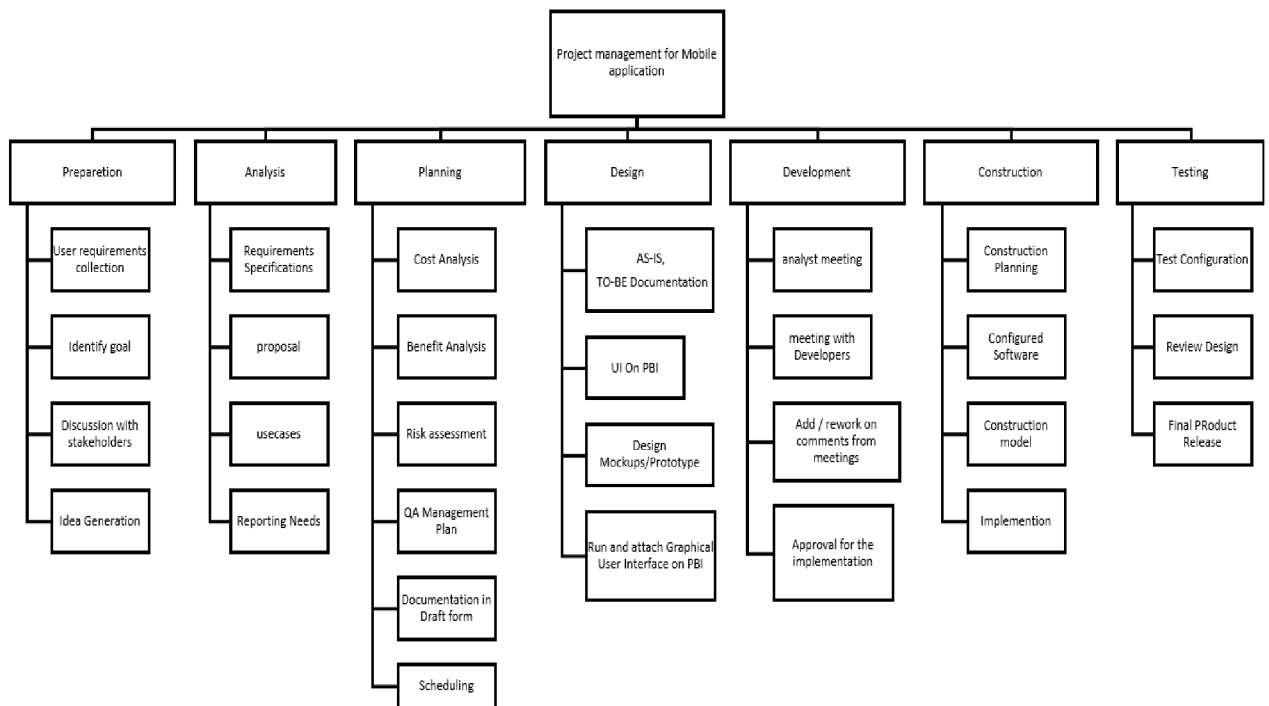 Project management for Mobile
application
Preparetion
Analysis
Planning
Design
Development
Construction
Testing
User requirements
collection
Identify goal
Discussion with
stakeholders
Idea Generation
Requirements
Specifications
proposal
usecases
Reporting Needs
Cost Analysis
Benefit Analysis
Risk assessment
QA Management
Plan
Documentation in
Draft form
Scheduling
AS-IS,
TO-BE Documentation
UI On PBI
Design
Mockups/Prototype
Run and attach Graphical
User Interface on PBI
analyst meeting
meeting with
Developers
Add / rework on
comments from
meetings
Approval for the
implementation
Construction
Planning
Configured
Software
Construction
model
Implemention
Test Configuration
Review Design
Final PRoduct
Release